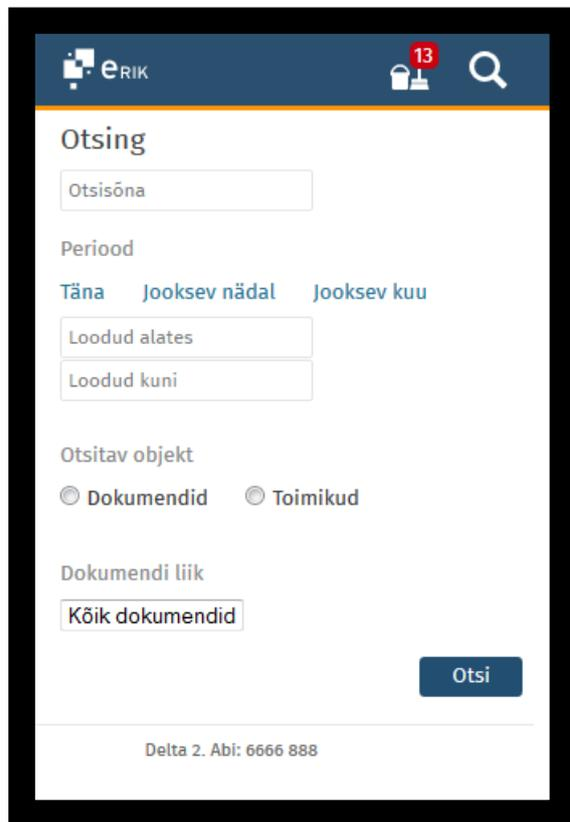 eRIK
13
Otsing
Otsisõna
Periood
Täna Jooksev nädal Jooksev kuu
Loodud alates
Loodud kuni
Otsitav objekt
Dokumendid Toimikud
Dokumendi liik
Kõik dokumendid
Otsi
Delta 2. Abi: 6666 888